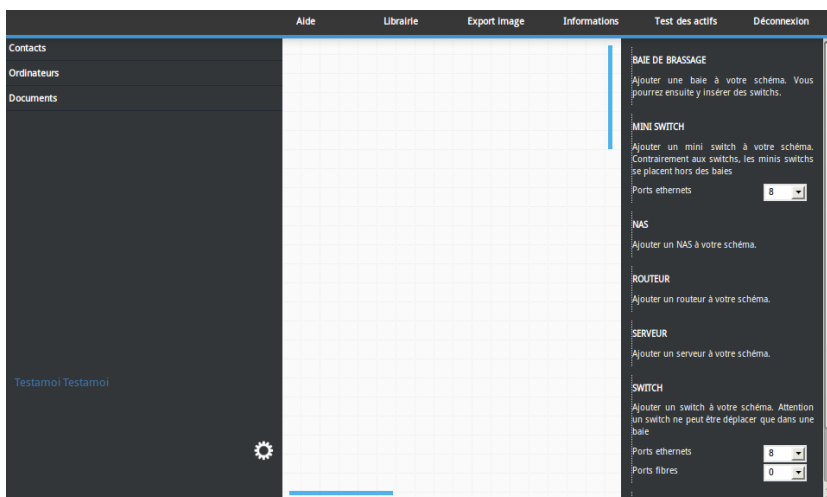 Aide Librairie Export image Informations Test des actifs Déconnexion
Contacts
Ordinateurs
Documents
Testamoi Testamoi
BAIE DE BRASSAGE
Ajouter une baie à votre schéma. Vous
pourrez ensuite y insérer des switchs.
MINI SWITCH
Ajouter un mini switch à votre schéma.
Contrairement aux switchs, les minis switchs
se placent hors des baies
Ports ethernets 8
NAS
Ajouter un NAS à votre schéma.
ROUTEUR
Ajouter un routeur à votre schéma.
SERVEUR
Ajouter un serveur à votre schéma.
SWITCH
Ajouter un switch à votre schéma. Attention
un switch ne peut être déplacer que dans une
baie
Ports ethernets 8
Ports fibres 0